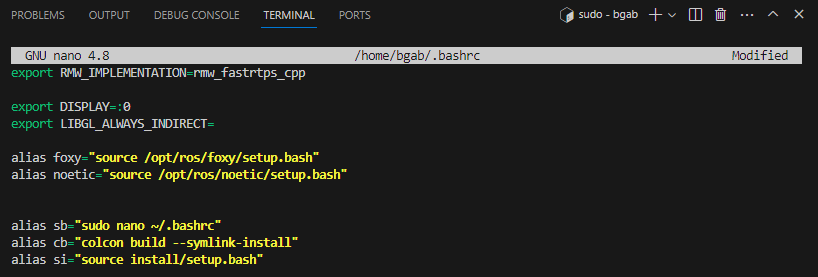 PROBLEMS OUTPUT DEBUG CONSOLE TERMINAL PORTS sudo - bgab
GNU nano 4.8 /home/bgab/.bashrc Modified
export RMW_IMPLEMENTATION=rmw_fastrtps_cpp
export DISPLAY=:0
export LIBGL_ALWAYS_INDIRECT=
alias foxy="source /opt/ros/foxy/setup.bash"
alias noetic="source /opt/ros/noetic/setup.bash"
alias sb="sudo nano ~/.bashrc"
alias cb="colcon build --symlink-install"
alias si="source install/setup.bash"